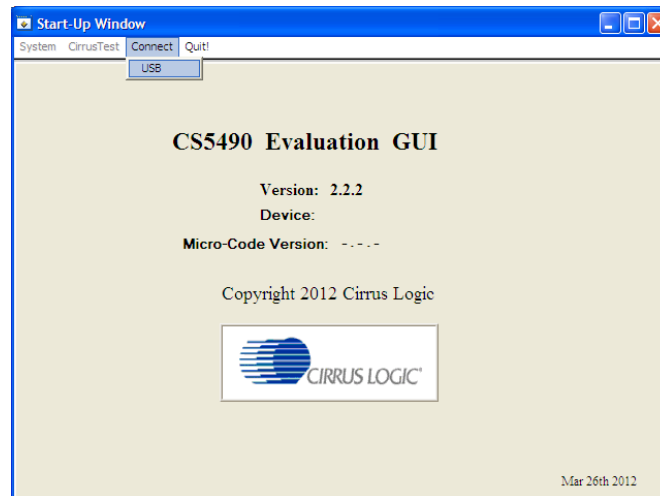 Start-Up Window
System CirrusTest Connect Quit!
USB
CS5490 Evaluation GUI
Version: 2.2.2
Device:
Micro-Code Version: -.-.-
Copyright 2012 Cirrus Logic
CIRRUS LOGIC®
Mar 26th 2012